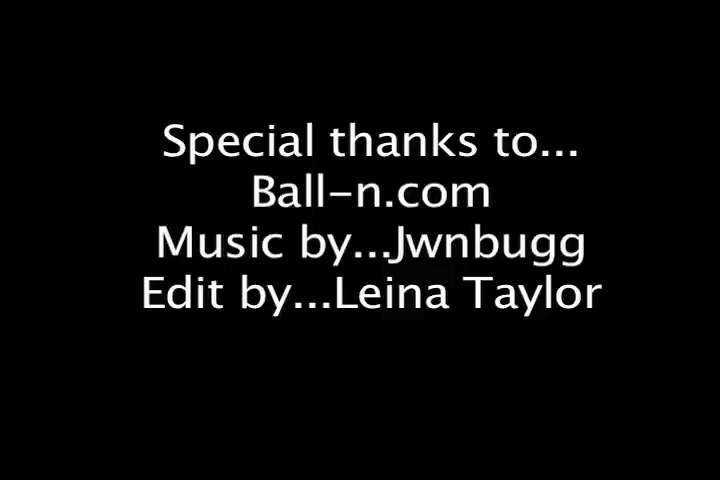 Special thanks to...
Ball-n.com
Music by...Jwnbugg
Edit by...Leina Taylor